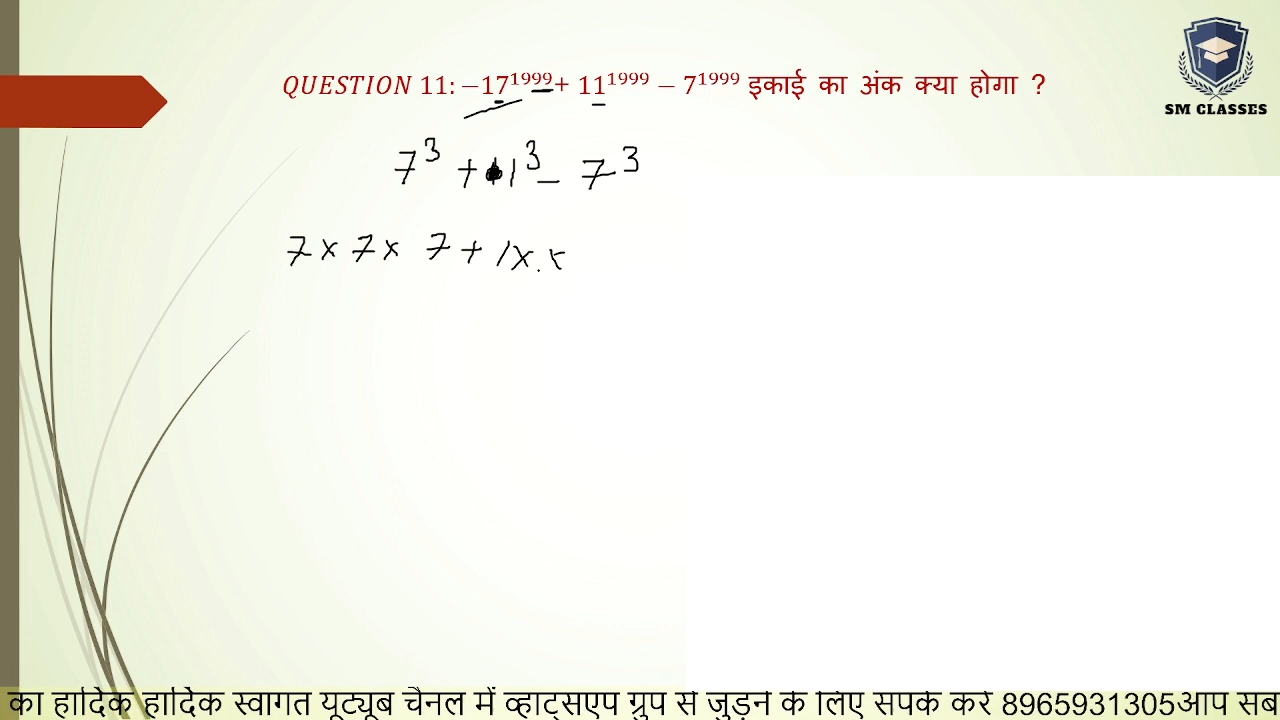 QUESTION 11: −17¹⁹⁹⁹+ 11¹⁹⁹⁹ − 7¹⁹⁹⁹ इकाई का अंक क्या होगा ?
SM CLASSES
7³ + 1³ − 7³
7 × 7 × 7 + 1×.
का हार्दिक हार्दिक स्वागत यूट्यूब चैनल में व्हाट्सएप ग्रुप से जुड़ने के लिए संपर्क करें 8965931305आप सब